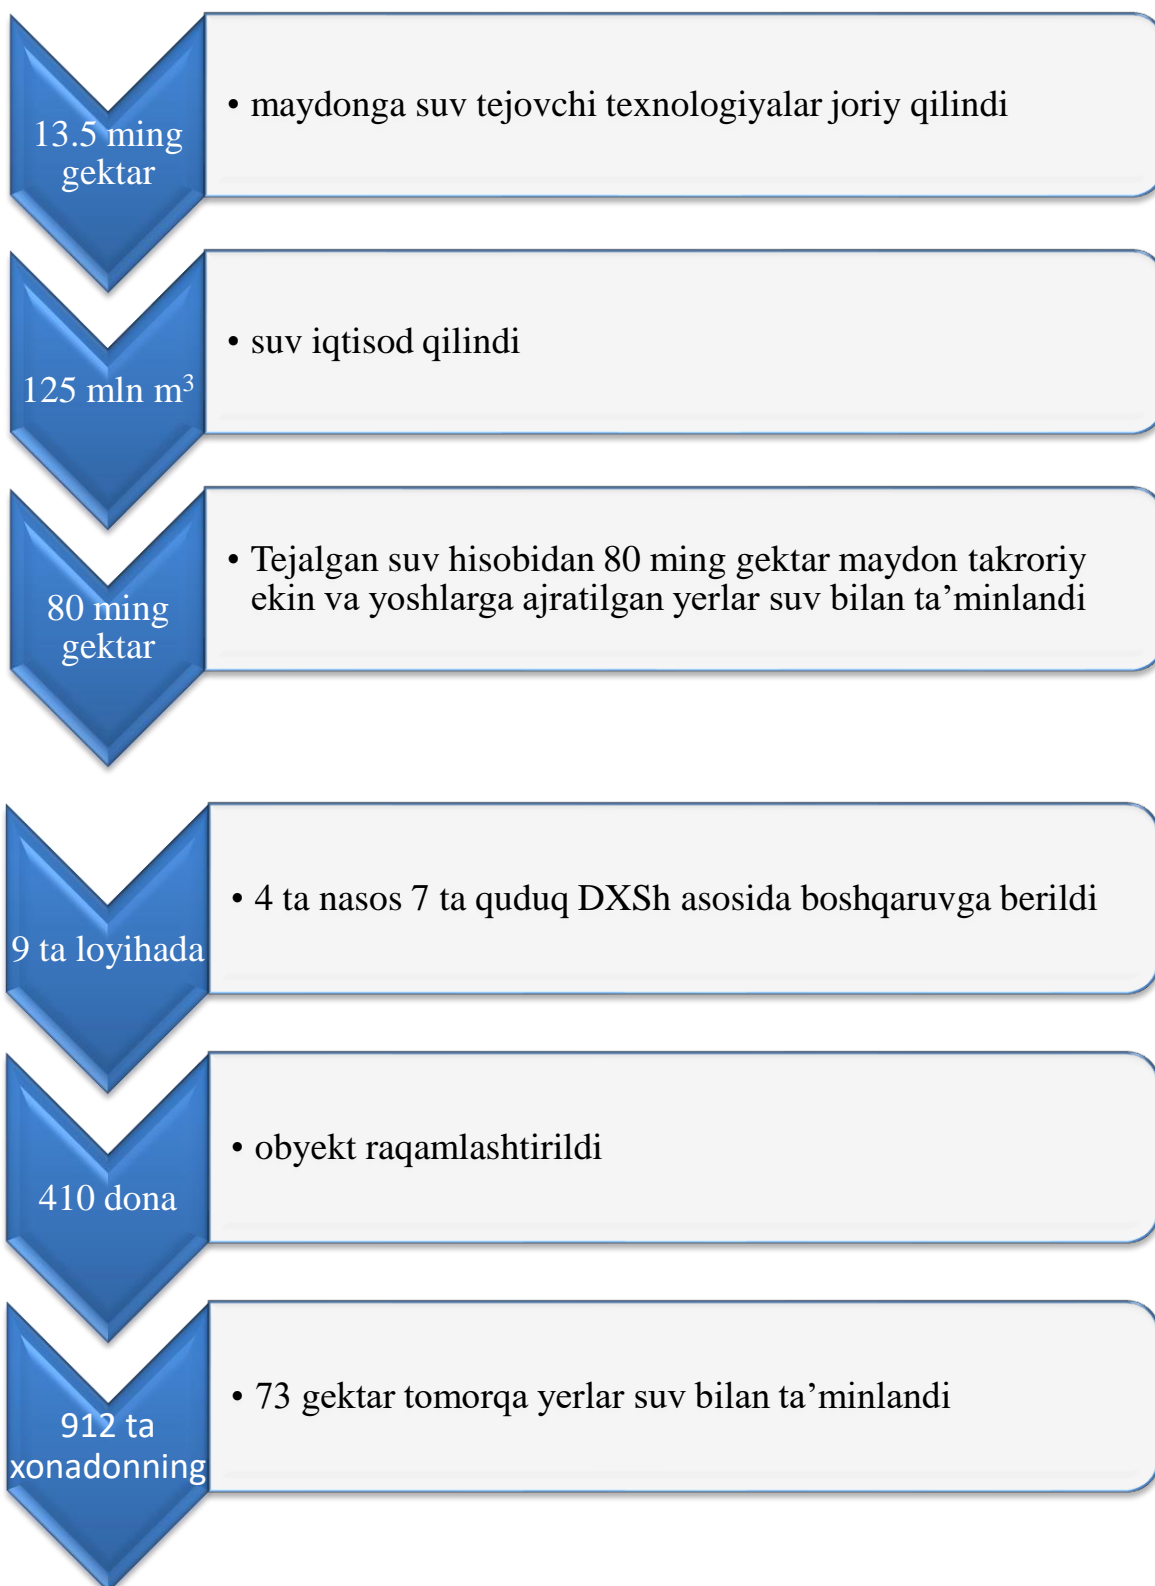 13.5 ming
gektar
• maydonga suv tejovchi texnologiyalar joriy qilindi
125 mln m³
• suv iqtisod qilindi
80 ming
gektar
• Tejalgan suv hisobidan 80 ming gektar maydon takroriy
ekin va yoshlarga ajratilgan yerlar suv bilan ta’minlandi
9 ta loyihada
• 4 ta nasos 7 ta quduq DXSh asosida boshqaruvga berildi
410 dona
• obyekt raqamlashtirildi
912 ta
xonadonning
• 73 gektar tomorqa yerlar suv bilan ta’minlandi